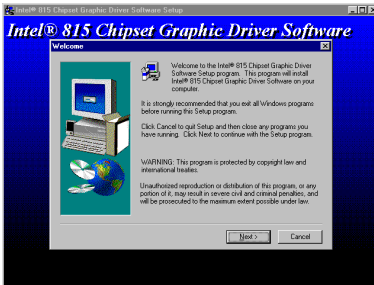 Intel® 815 Chipset Graphic Driver Software Setup
Intel® 815 Chipset Graphic Driver Software
Welcome
Welcome to the Intel® 815 Chipset Graphic Driver
Software Setup program. This program will install
Intel® 815 Chipset Graphic Driver Software on your
computer.
It is strongly recommended that you exit all Windows programs
before running this Setup program.
Click Cancel to quit Setup and then close any programs you
have running. Click Next to continue with the Setup program.
WARNING: This program is protected by copyright law and
international treaties.
Unauthorized reproduction or distribution of this program, or any
portion of it, may result in severe civil and criminal penalties, and
will be prosecuted to the maximum extent possible under law.
Next >
Cancel